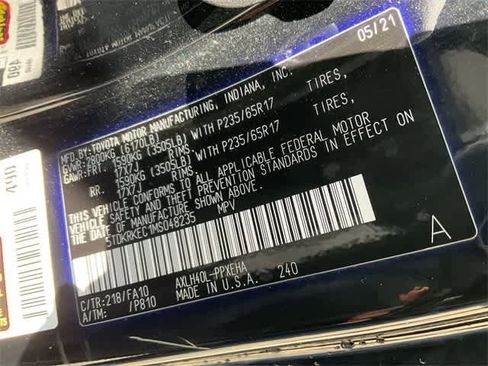 05/21
MFD.BY:TOYOTA MOTOR MANUFACTURING, INDIANA, INC.
GVWR:2800KG (6170LB)
GAWR:FRT 1590KG (3505LB) WITH P235/65R17 TIRES,
17X7J RIMS
RR. 1590KG (3505LB) WITH P235/65R17 TIRES,
17X7J RIMS
THIS VEHICLE CONFORMS TO ALL APPLICABLE FEDERAL MOTOR
VEHICLE SAFETY AND THEFT PREVENTION STANDARDS IN EFFECT ON
THE DATE OF MANUFACTURE SHOWN ABOVE.
5TDKRKEC1MS048235 MPV
C/TR:218/FA10 AXLH40L-PPXEHA
A/TM: /P810 MADE IN U.S.A. 240
A
490